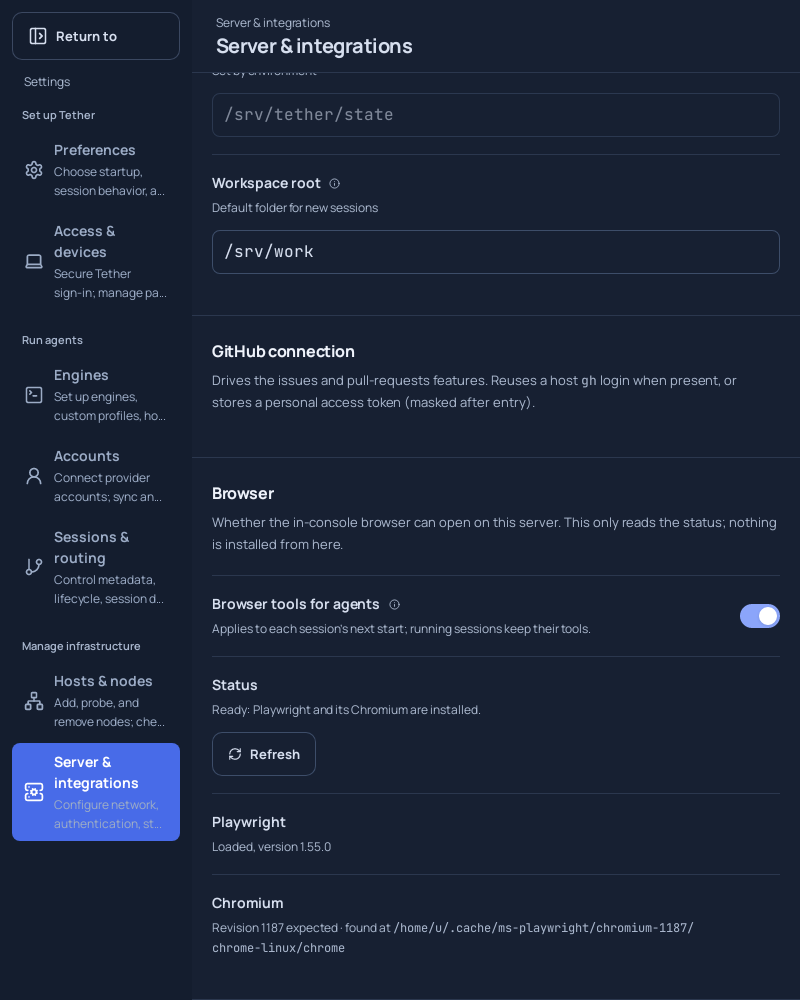 Return to
Settings
Set up Tether
Preferences
Choose startup,
session behavior, a...
Access &
devices
Secure Tether
sign-in; manage pa...
Run agents
Engines
Set up engines,
custom profiles, ho...
Accounts
Connect provider
accounts; sync an...
Sessions &
routing
Control metadata,
lifecycle, session d...
Manage infrastructure
Hosts & nodes
Add, probe, and
remove nodes; che...
Server &
integrations
Configure network,
authentication, st...
Server & integrations
Server & integrations
Set by environment
/srv/tether/state
Workspace root
Default folder for new sessions
/srv/work
GitHub connection
Drives the issues and pull-requests features. Reuses a host gh login when present, or
stores a personal access token (masked after entry).
Browser
Whether the in-console browser can open on this server. This only reads the status; nothing
is installed from here.
Browser tools for agents
Applies to each session's next start; running sessions keep their tools.
Status
Ready: Playwright and its Chromium are installed.
Refresh
Playwright
Loaded, version 1.55.0
Chromium
Revision 1187 expected · found at /home/u/.cache/ms-playwright/chromium-1187/
chrome-linux/chrome